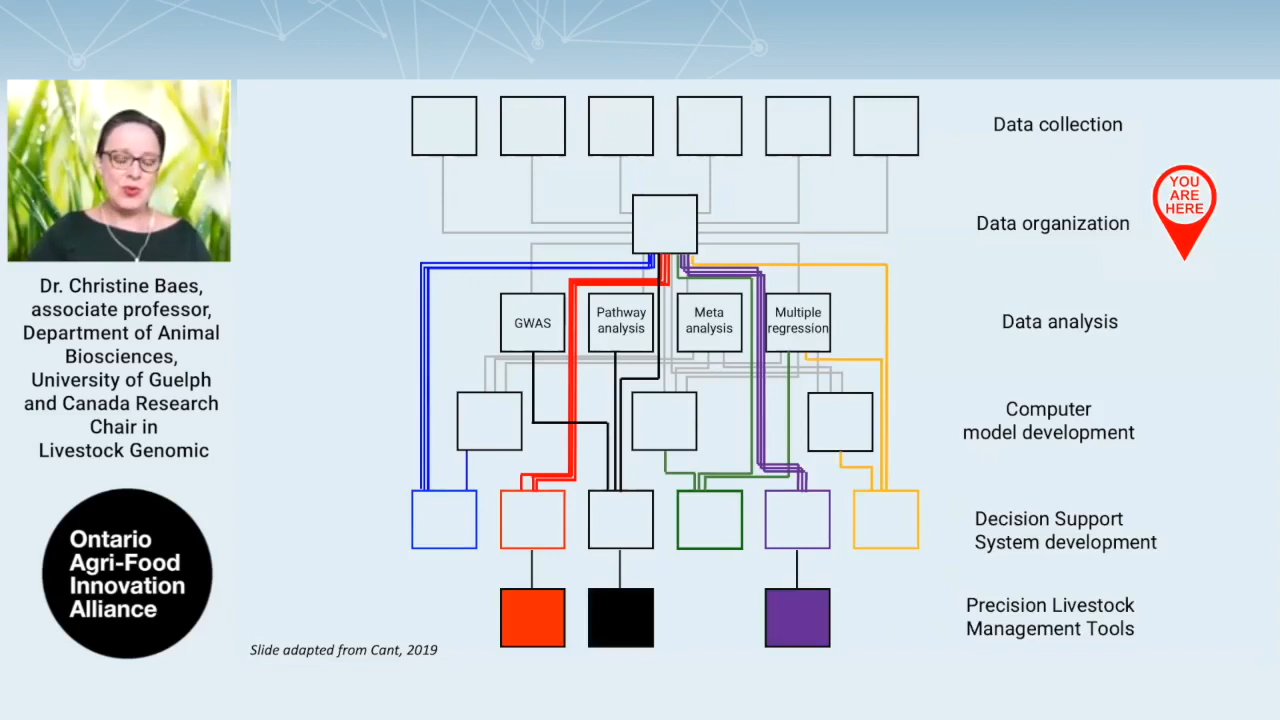 Data collection
YOU
ARE
HERE
Data organization
GWAS
Pathway
analysis
Meta
analysis
Multiple
regression
Data analysis
Computer
model development
Decision Support
System development
Precision Livestock
Management Tools
Slide adapted from Cant, 2019
Dr. Christine Baes,
associate professor,
Department of Animal
Biosciences,
University of Guelph
and Canada Research
Chair in
Livestock Genomic
Ontario
Agri-Food
Innovation
Alliance